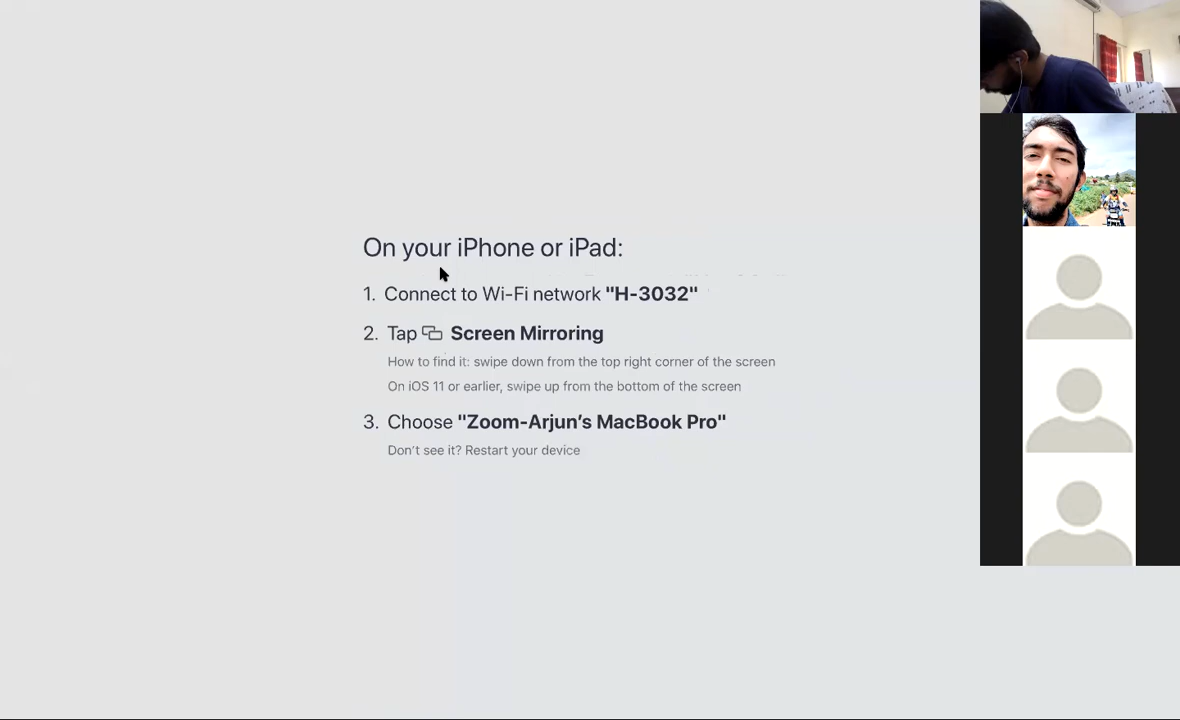 On your iPhone or iPad:
1. Connect to Wi-Fi network "H-3032"
2. Tap Screen Mirroring
How to find it: swipe down from the top right corner of the screen
On iOS 11 or earlier, swipe up from the bottom of the screen
3. Choose "Zoom-Arjun’s MacBook Pro"
Don't see it? Restart your device